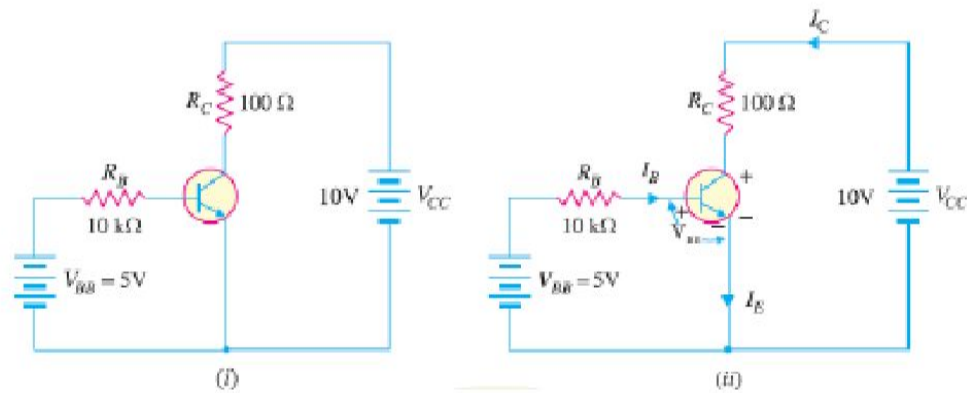 I_C
R_C 100 Ω
R_C 100 Ω
R_B
R_B
I_B
+
10V
V_CC
10V
V_CC
10 kΩ
10 kΩ
+
−
−
V_BE
V_BB = 5V
V_BB = 5V
I_E
(i)
(ii)